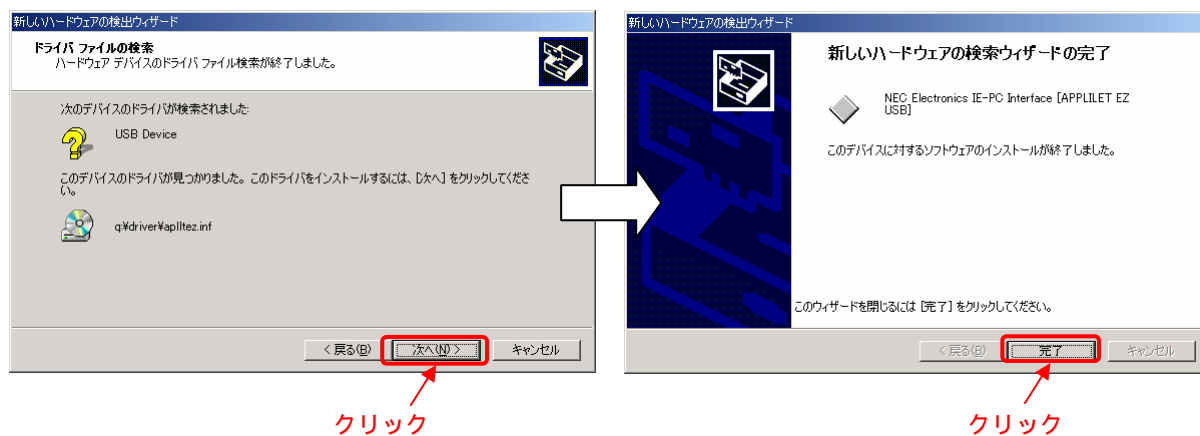 新しいハードウェアの検出ウィザード
ドライバ ファイルの検索
ハードウェア デバイスのドライバ ファイル検索が終了しました。
次のデバイスのドライバが検索されました:
USB Device
このデバイスのドライバが見つかりました。このドライバをインストールするには、[次へ] をクリックしてくださ
い。
q:¥driver¥aplltez.inf
< 戻る(B)
次へ(N) >
キャンセル
クリック
新しいハードウェアの検出ウィザード
新しいハードウェアの検索ウィザードの完了
NEC Electronics IE-PC Interface [APPLILET EZ
USB]
このデバイスに対するソフトウェアのインストールが終了しました。
このウィザードを閉じるには [完了] をクリックしてください。
< 戻る(B)
完了
キャンセル
クリック